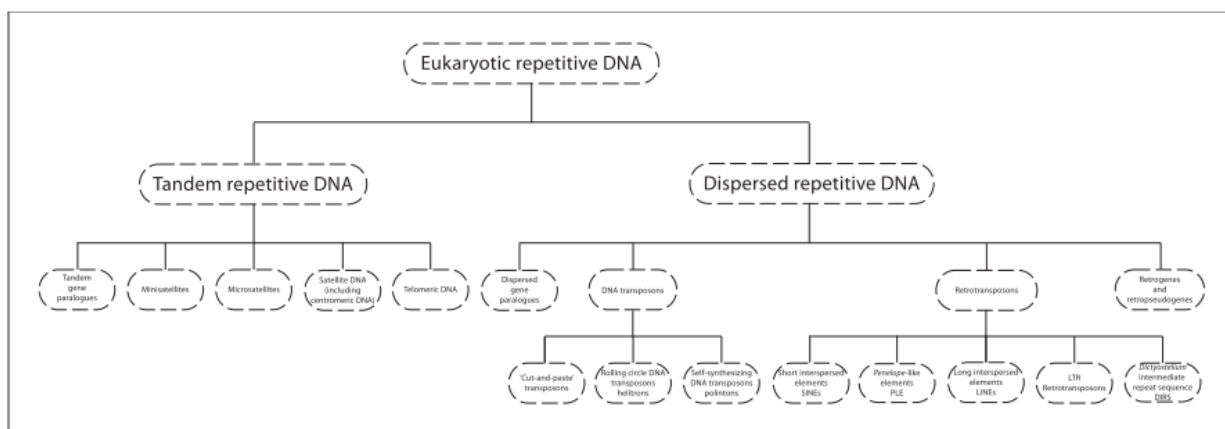 Eukaryotic repetitive DNA
Tandem repetitive DNA
Dispersed repetitive DNA
Tandem
gene
paralogues
Minisatellites
Microsatellites
Satellite DNA
(including
centromeric DNA)
Telomeric DNA
Dispersed
gene
paralogues
DNA transposons
Retrotransposons
Retrogenes
and
retropseudogenes
'Cut-and-paste'
transposons
Rolling circle DNA
transposons
helitrons
Self-synthesizing
DNA transposons
polintons
Short interspersed
elements
SINEs
Penelope-like
elements
PLE
Long interspersed
elements
LINEs
LTR
Retrotransposons
Dictyostelium
intermediate
repeat sequence
DIRS